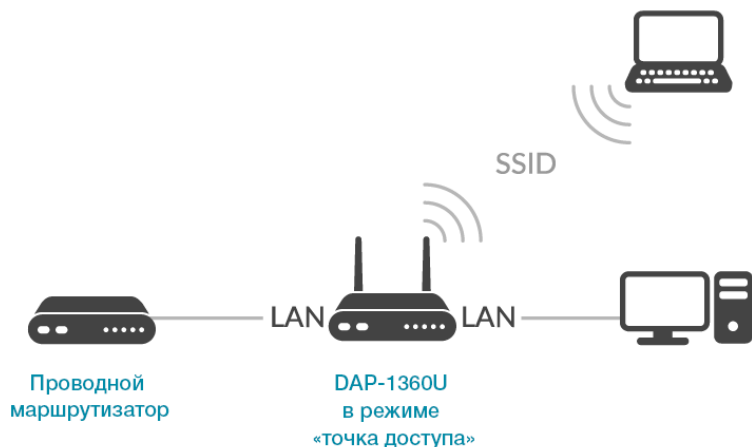 SSID
LAN
LAN
Проводной
маршрутизатор
DAP-1360U
в режиме
«точка доступа»